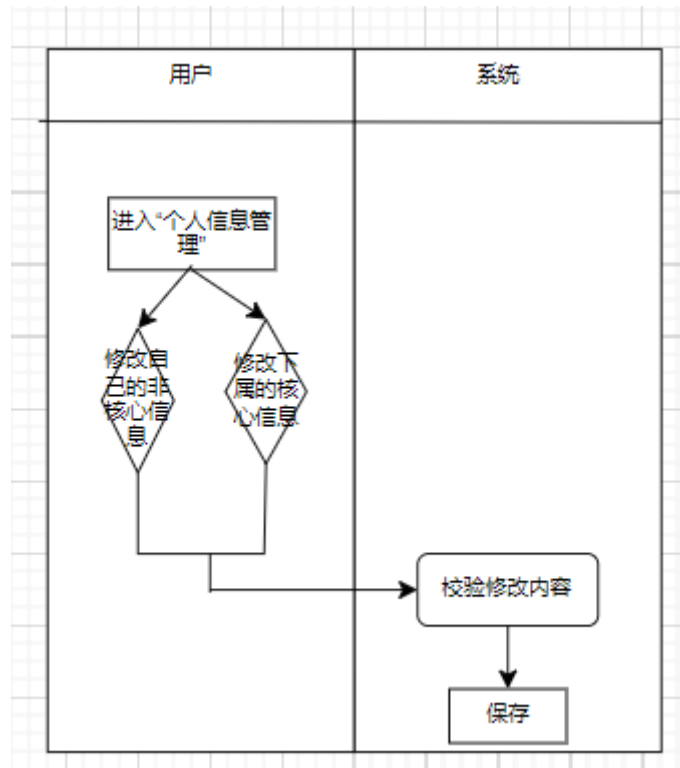 用户
系统
进入“个人信息管
理”
修改自
己的非
核心信
息
修改下
属的核
心信息
校验修改内容
保存